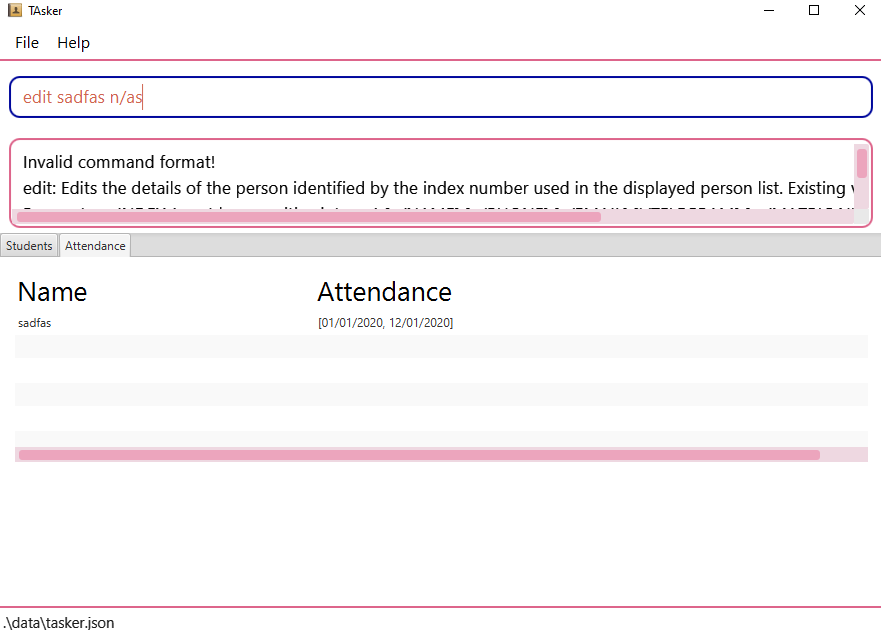 TAsker
File Help
edit sadfas n/as
Invalid command format!
edit: Edits the details of the person identified by the index number used in the displayed person list. Existing
Students Attendance
Name Attendance
sadfas [01/01/2020, 12/01/2020]
.\data\tasker.json